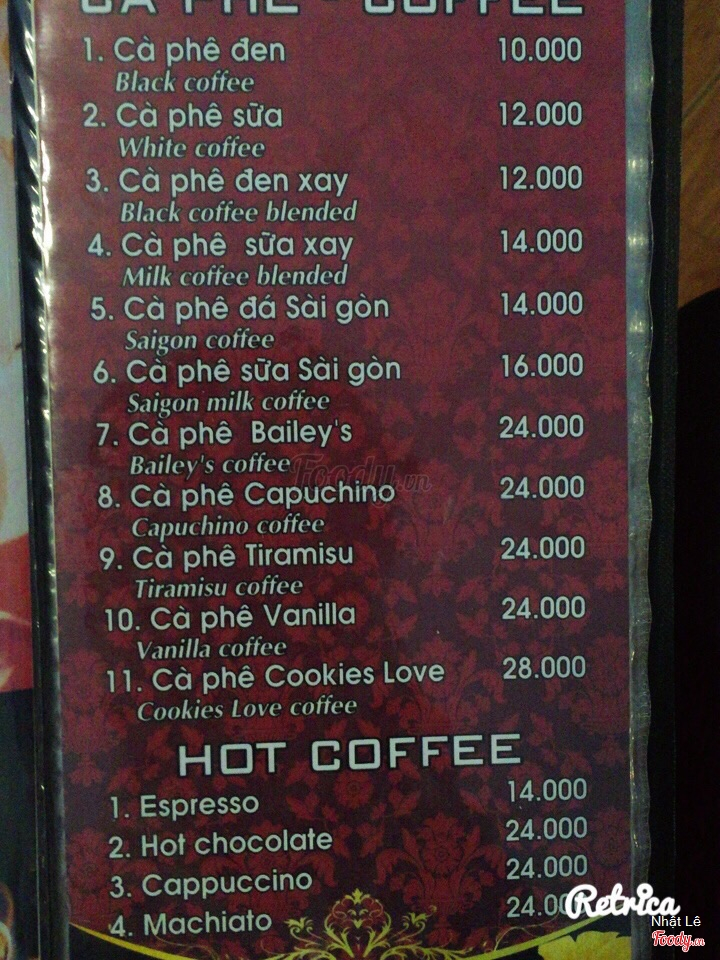 CÀ PHÊ - COFFEE
1. Cà phê đen 10.000
Black coffee
2. Cà phê sữa 12.000
White coffee
3. Cà phê đen xay 12.000
Black coffee blended
4. Cà phê sữa xay 14.000
Milk coffee blended
5. Cà phê đá Sài gòn 14.000
Saigon coffee
6. Cà phê sữa Sài gòn 16.000
Saigon milk coffee
7. Cà phê Bailey's 24.000
Bailey's coffee
Foody.vn
8. Cà phê Capuchino 24.000
Capuchino coffee
9. Cà phê Tiramisu 24.000
Tiramisu coffee
10. Cà phê Vanilla 24.000
Vanilla coffee
11. Cà phê Cookies Love 28.000
Cookies Love coffee
HOT COFFEE
1. Espresso 14.000
2. Hot chocolate 24.000
3. Cappuccino 24.000
4. Machiato
Retrica
Nhật Lê
Foody.vn